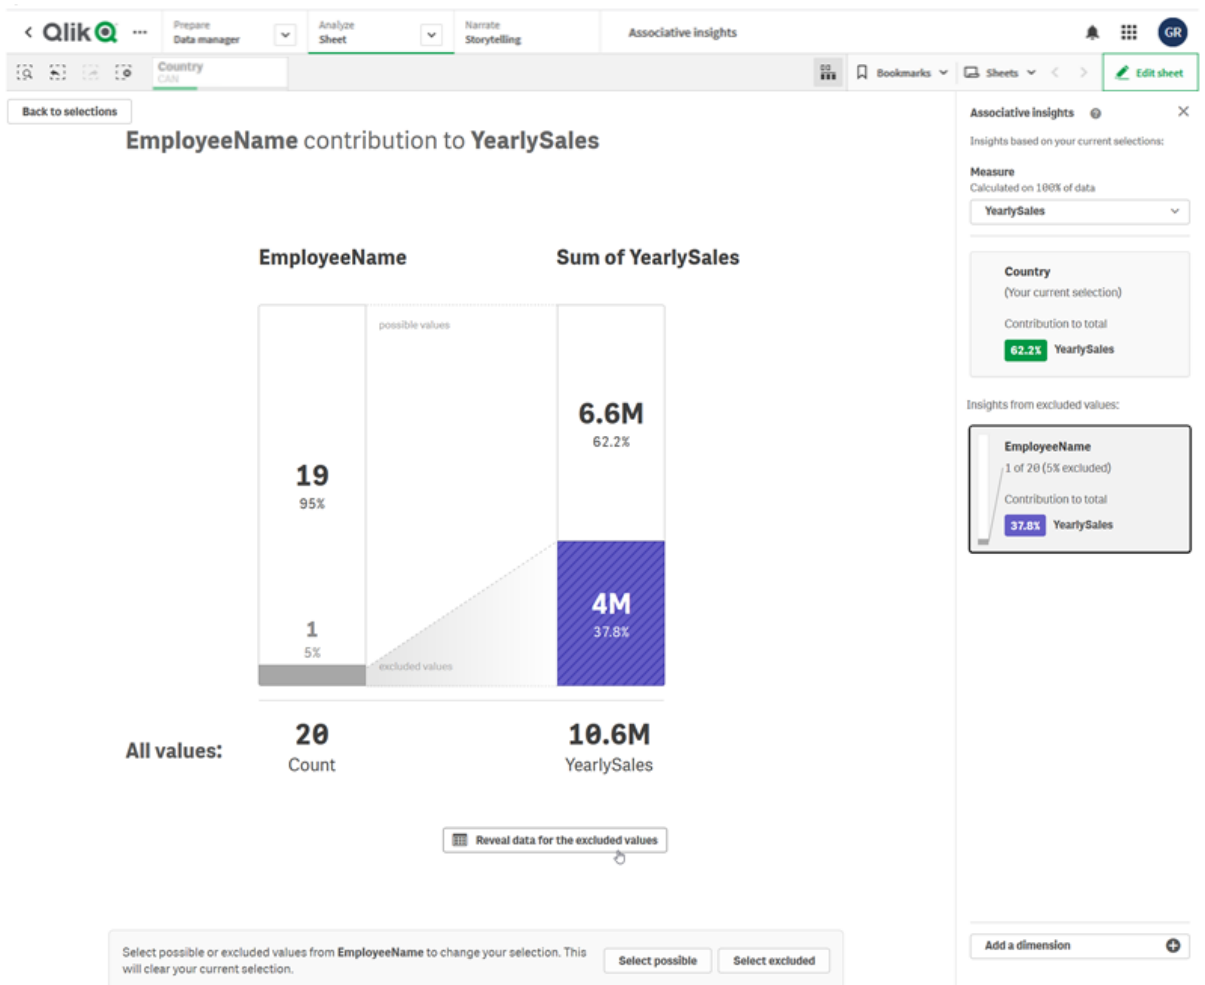 Qlik
Prepare
Data manager
Analyze
Sheet
Narrate
Storytelling
Associative insights
GR
Country
CAN
Bookmarks
Sheets
Edit sheet
Back to selections
EmployeeName contribution to YearlySales
EmployeeName
Sum of YearlySales
possible values
6.6M
62.2%
19
95%
4M
37.8%
1
5%
excluded values
All values:
20
Count
10.6M
YearlySales
Reveal data for the excluded values
Select possible or excluded values from EmployeeName to change your selection. This
will clear your current selection.
Select possible
Select excluded
Associative insights
Insights based on your current selections:
Measure
Calculated on 100% of data
YearlySales
Country
(Your current selection)
Contribution to total
62.2% YearlySales
Insights from excluded values:
EmployeeName
1 of 20 (5% excluded)
Contribution to total
37.8% YearlySales
Add a dimension